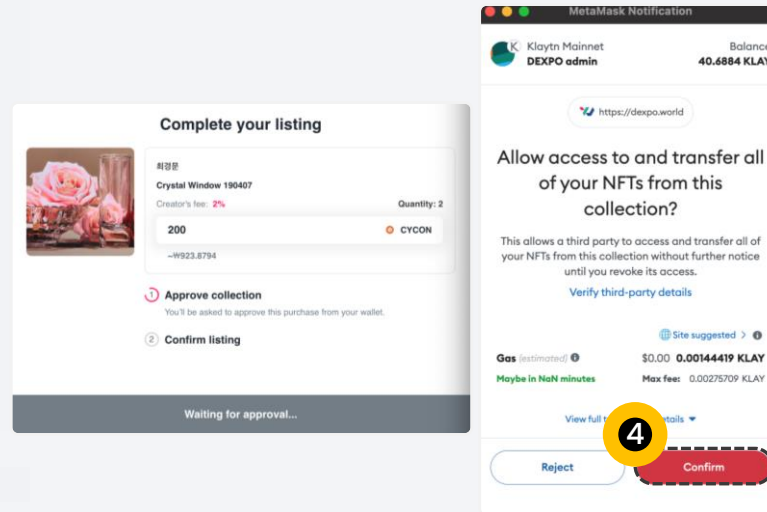 Complete your listing
최경문
Crystal Window 190407
Creator's fee: 2%
Quantity: 2
200
CYCON
~₩923.8794
1 Approve collection
You'll be asked to approve this purchase from your wallet.
2 Confirm listing
Waiting for approval...
MetaMask Notification
K Klaytn Mainnet
Balance
DEXPO admin
40.6884 KLAY
https://dexpo.world
Allow access to and transfer all
of your NFTs from this
collection?
This allows a third party to access and transfer all of
your NFTs from this collection without further notice
until you revoke its access.
Verify third-party details
Site suggested >
Gas (estimated)
$0.00 0.00144419 KLAY
Maybe in NaN minutes
Max fee: 0.00275709 KLAY
View full
details
4
Reject
Confirm